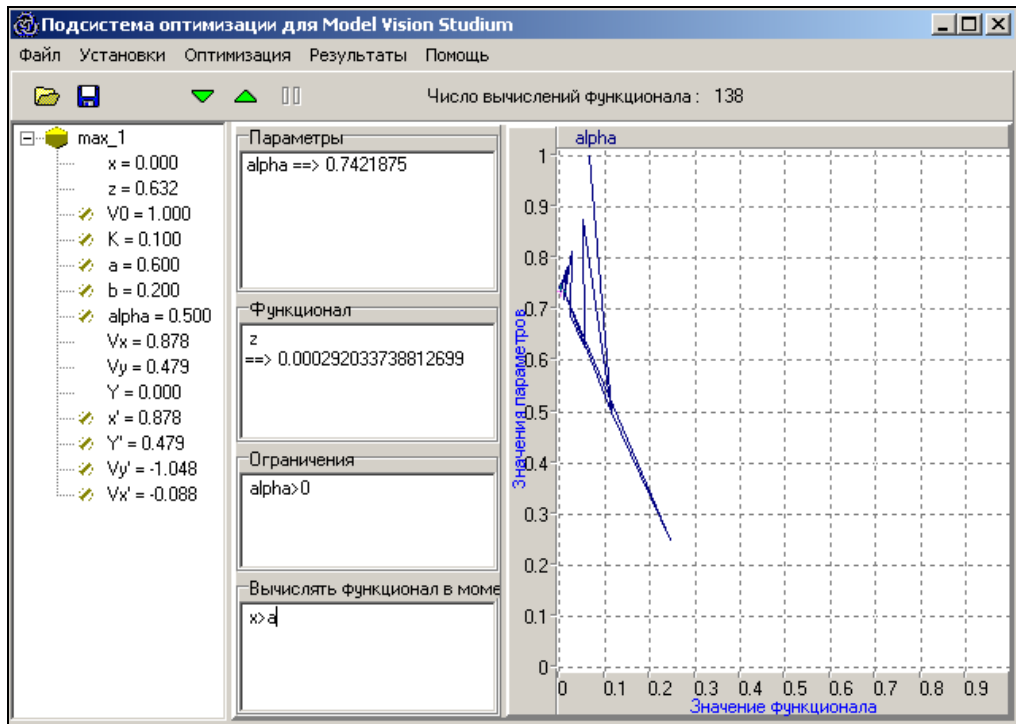 Подсистема оптимизации для Model Vision Studium
Файл Установки Оптимизация Результаты Помощь
Число вычислений функционала : 138
max_1
x = 0.000
z = 0.632
V0 = 1.000
K = 0.100
a = 0.600
b = 0.200
alpha = 0.500
Vx = 0.878
Vy = 0.479
Y = 0.000
x' = 0.878
Y' = 0.479
Vy' = -1.048
Vx' = -0.088
Параметры
alpha ==> 0.7421875
Функционал
z
==> 0.000292033738812699
Ограничения
alpha>0
Вычислять функционал в моме
x>a
alpha
1
0.9
0.8
0.7
0.6
0.5
0.4
0.3
0.2
0.1
0
Значения параметров
0 0.1 0.2 0.3 0.4 0.5 0.6 0.7 0.8 0.9
Значение функционала